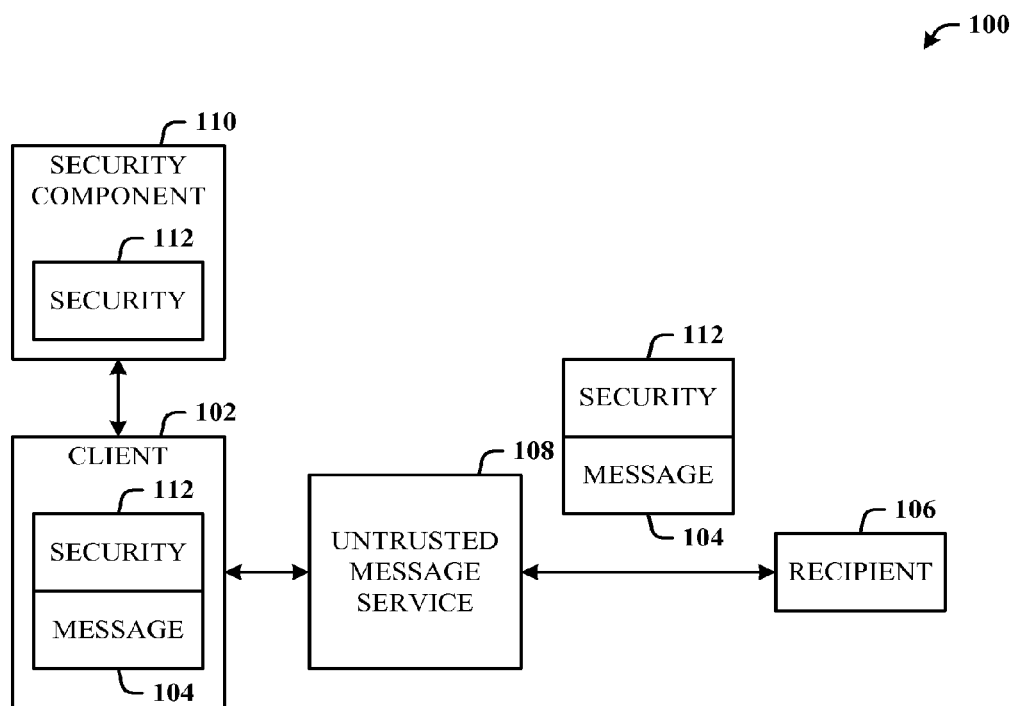 100
110
SECURITY
COMPONENT
112
SECURITY
102
CLIENT
112
SECURITY
MESSAGE
104
108
UNTRUSTED
MESSAGE
SERVICE
112
SECURITY
MESSAGE
104
106
RECIPIENT